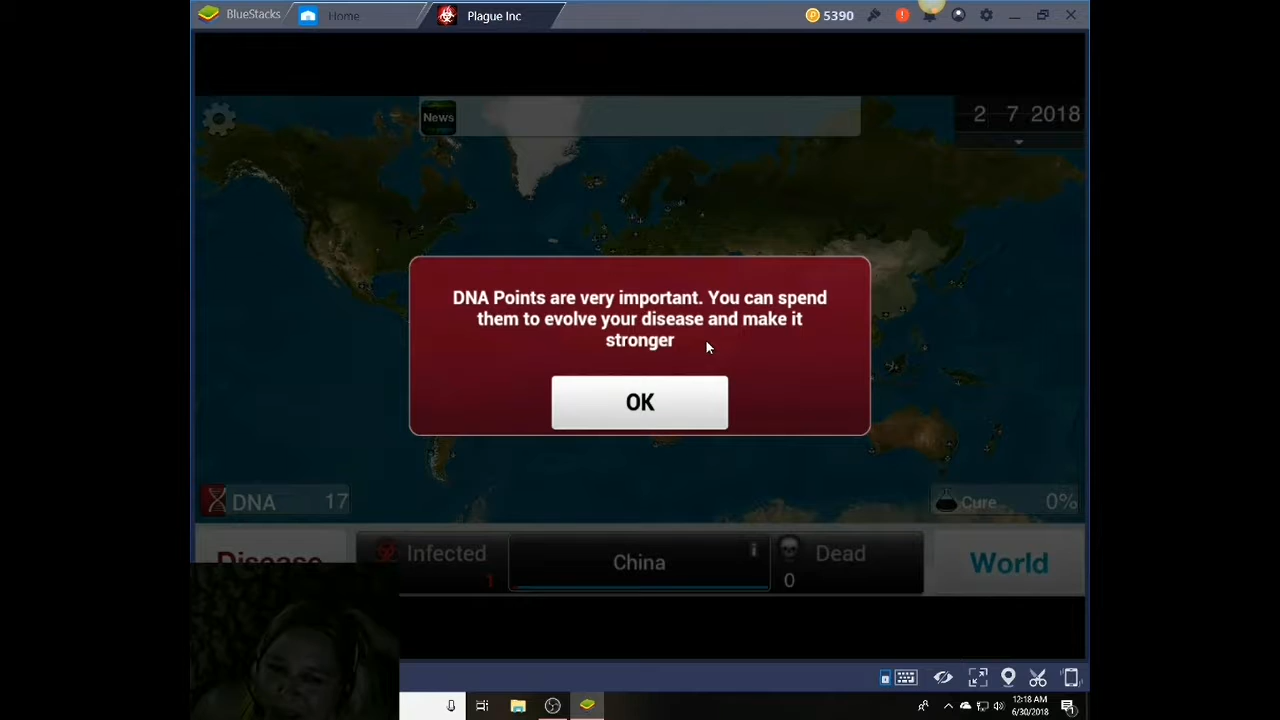 BlueStacks
Home
Plague Inc
5390
News
2 7 2018
DNA Points are very important. You can spend
them to evolve your disease and make it
stronger
OK
DNA 17
Cure 0%
Disease
Infected
1
China
Dead
0
World
12:18 AM
6/30/2018